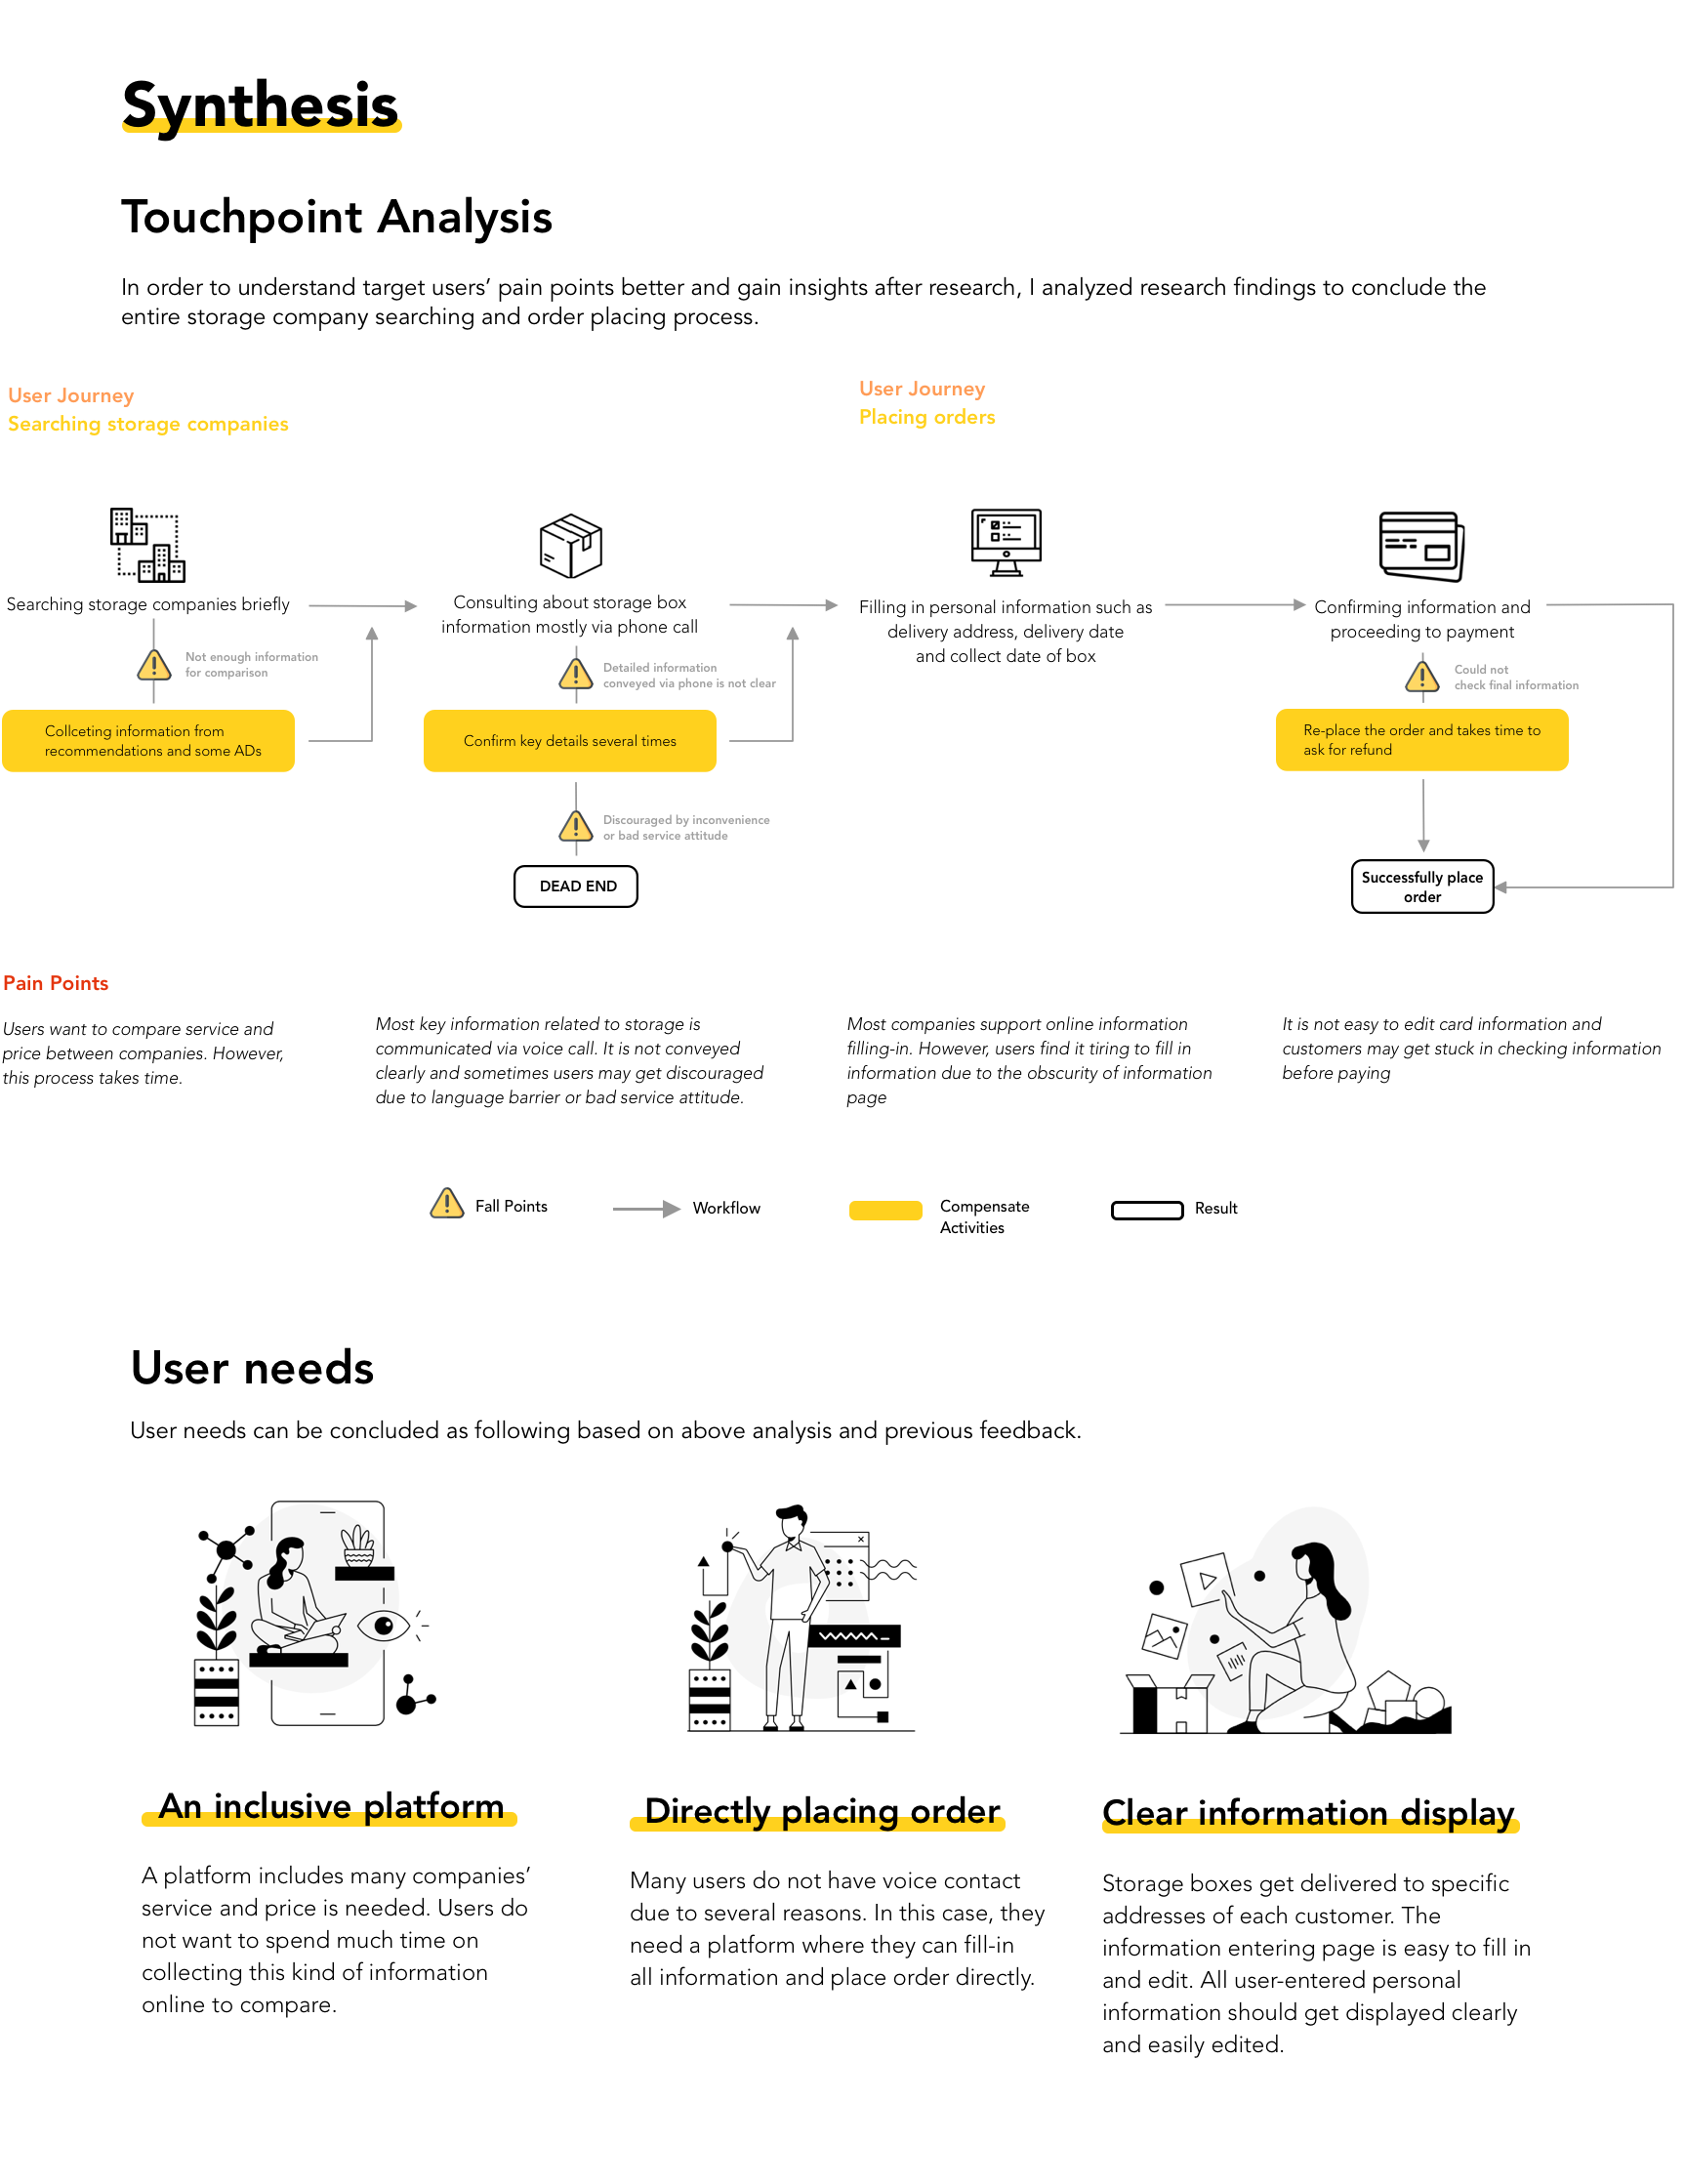 Synthesis
Touchpoint Analysis
In order to understand target users’ pain points better and gain insights after research, I analyzed research findings to conclude the
entire storage company searching and order placing process.
User Journey
Searching storage companies
User Journey
Placing orders
Searching storage companies briefly
Consulting about storage box
information mostly via phone call
Filling in personal information such as
delivery address, delivery date
and collect date of box
Confirming information and
proceeding to payment
Not enough information
for comparison
Detailed information
conveyed via phone is not clear
Could not
check final information
Collceting information from
recommendations and some ADs
Confirm key details several times
Re-place the order and takes time to
ask for refund
Discouraged by inconvenience
or bad service attitude
DEAD END
Successfully place
order
Pain Points
Users want to compare service and
price between companies. However,
this process takes time.
Most key information related to storage is
communicated via voice call. It is not conveyed
clearly and sometimes users may get discouraged
due to language barrier or bad service attitude.
Most companies support online information
filling-in. However, users find it tiring to fill in
information due to the obscurity of information
page
It is not easy to edit card information and
customers may get stuck in checking information
before paying
Fall Points
Workflow
Compensate
Activities
Result
User needs
User needs can be concluded as following based on above analysis and previous feedback.
An inclusive platform
A platform includes many companies’
service and price is needed. Users do
not want to spend much time on
collecting this kind of information
online to compare.
Directly placing order
Many users do not have voice contact
due to several reasons. In this case, they
need a platform where they can fill-in
all information and place order directly.
Clear information display
Storage boxes get delivered to specific
addresses of each customer. The
information entering page is easy to fill in
and edit. All user-entered personal
information should get displayed clearly
and easily edited.